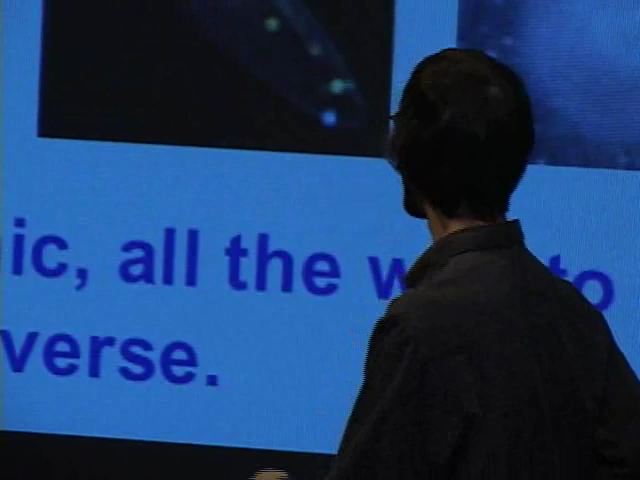 ic, all the w to
verse.